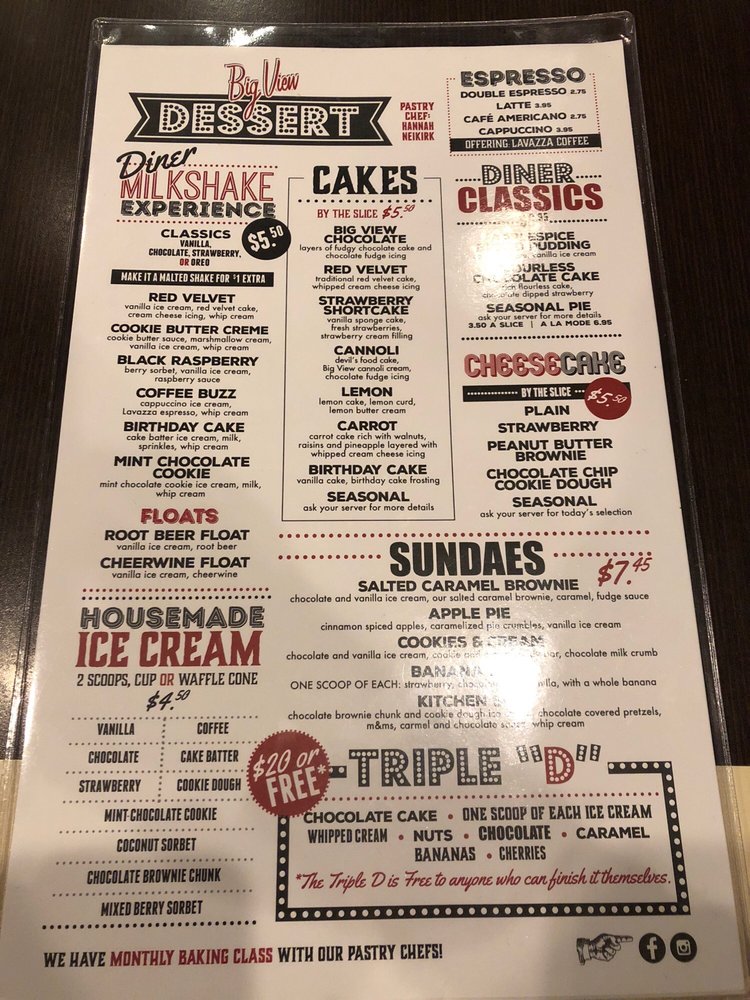 Big View
DESSERT
PASTRY
CHEF:
HANNAH
NEIKIRK
ESPRESSO
DOUBLE ESPRESSO 2.75
LATTE 3.95
CAFÉ AMERICANO 2.75
CAPPUCCINO 3.95
OFFERING LAVAZZA COFFEE
Diner
MILKSHAKE
EXPERIENCE
CLASSICS
VANILLA,
CHOCOLATE, STRAWBERRY,
OR OREO
$5.50
MAKE IT A MALTED SHAKE FOR $1 EXTRA
RED VELVET
vanilla ice cream, red velvet cake,
cream cheese icing, whip cream
COOKIE BUTTER CREME
cookie butter sauce, marshmallow cream,
vanilla ice cream, whip cream
BLACK RASPBERRY
berry sorbet, vanilla ice cream,
raspberry sauce
COFFEE BUZZ
cappuccino ice cream,
Lavazza espresso, whip cream
BIRTHDAY CAKE
cake batter ice cream, milk,
sprinkles, whip cream
MINT CHOCOLATE
COOKIE
mint chocolate cookie ice cream, milk,
whip cream
FLOATS
ROOT BEER FLOAT
vanilla ice cream, root beer
CHEERWINE FLOAT
vanilla ice cream, cheerwine
HOUSEMADE
ICE CREAM
2 SCOOPS, CUP OR WAFFLE CONE
$4.50
VANILLA COFFEE
CHOCOLATE CAKE BATTER
STRAWBERRY COOKIE DOUGH
MINT CHOCOLATE COOKIE
COCONUT SORBET
CHOCOLATE BROWNIE CHUNK
MIXED BERRY SORBET
CAKES
BY THE SLICE $5.50
BIG VIEW
CHOCOLATE
layers of fudgy chocolate cake and
chocolate fudge icing
RED VELVET
traditional red velvet cake,
whipped cream cheese icing
STRAWBERRY
SHORTCAKE
vanilla sponge cake,
fresh strawberries,
strawberry cream filling
CANNOLI
devil's food cake,
Big View cannoli cream,
chocolate fudge icing
LEMON
lemon cake, lemon curd,
lemon butter cream
CARROT
carrot cake rich with walnuts,
raisins and pineapple layered with
whipped cream cheese icing
BIRTHDAY CAKE
vanilla cake, birthday cake frosting
SEASONAL
ask your server for more details
DINER
CLASSICS
PUDDING
vanilla ice cream
CHOCOLATE CAKE
rich flourless cake,
chocolate dipped strawberry
SEASONAL PIE
ask your server for more details
3.50 A SLICE | A LA MODE 6.95
CHEESECAKE
BY THE SLICE
$5.50
PLAIN
STRAWBERRY
PEANUT BUTTER
BROWNIE
CHOCOLATE CHIP
COOKIE DOUGH
SEASONAL
ask your server for today's selection
SUNDAES
$7.45
SALTED CARAMEL BROWNIE
chocolate and vanilla ice cream, our salted caramel brownie, caramel, fudge sauce
APPLE PIE
cinnamon spiced apples, caramelized pie crumbles, vanilla ice cream
COOKIES & CREAM
chocolate and vanilla ice cream, cookie chocolate milk crumb
BANANA
ONE SCOOP OF EACH: strawberry, with a whole banana
KITCHEN
chocolate brownie chunk and cookie dough chocolate covered pretzels,
m&ms, carmel and chocolate whip cream
$20 or
FREE*
TRIPLE "D"
CHOCOLATE CAKE • ONE SCOOP OF EACH ICE CREAM
WHIPPED CREAM • NUTS • CHOCOLATE • CARAMEL
BANANAS • CHERRIES
*The Triple D is Free to anyone who can finish it themselves.
WE HAVE MONTHLY BAKING CLASS WITH OUR PASTRY CHEFS!